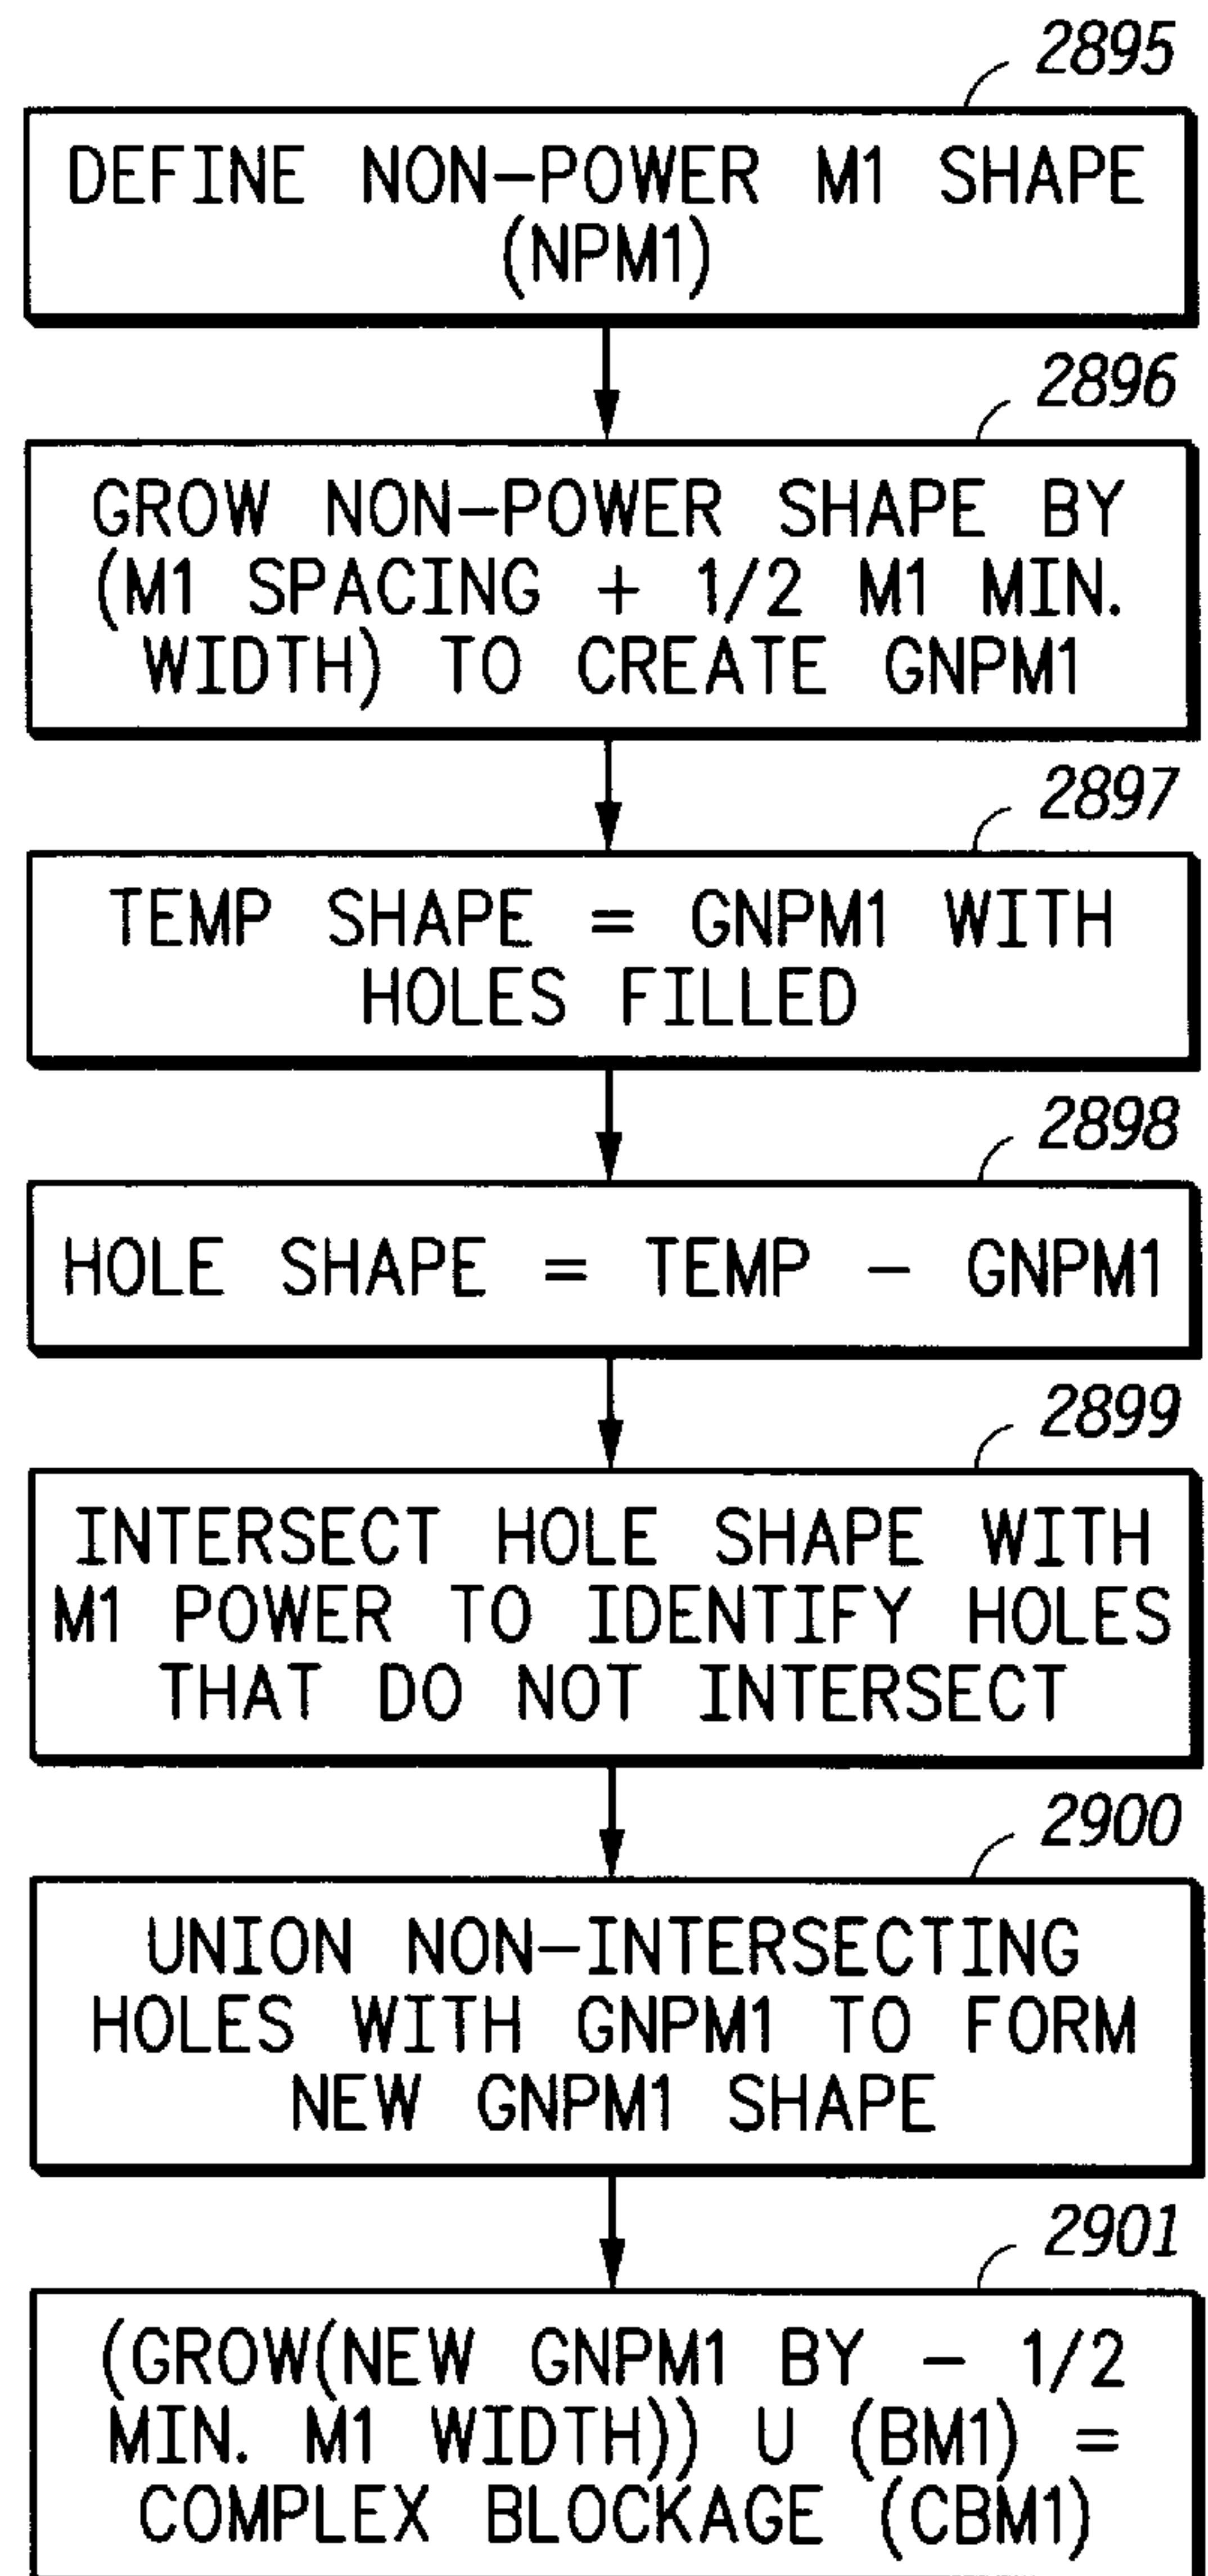 2895
DEFINE NON-POWER M1 SHAPE
(NPM1)
2896
GROW NON-POWER SHAPE BY
(M1 SPACING + 1/2 M1 MIN.
WIDTH) TO CREATE GNPM1
2897
TEMP SHAPE = GNPM1 WITH
HOLES FILLED
2898
HOLE SHAPE = TEMP - GNPM1
2899
INTERSECT HOLE SHAPE WITH
M1 POWER TO IDENTIFY HOLES
THAT DO NOT INTERSECT
2900
UNION NON-INTERSECTING
HOLES WITH GNPM1 TO FORM
NEW GNPM1 SHAPE
2901
(GROW(NEW GNPM1 BY - 1/2
MIN. M1 WIDTH)) U (BM1) =
COMPLEX BLOCKAGE (CBM1)